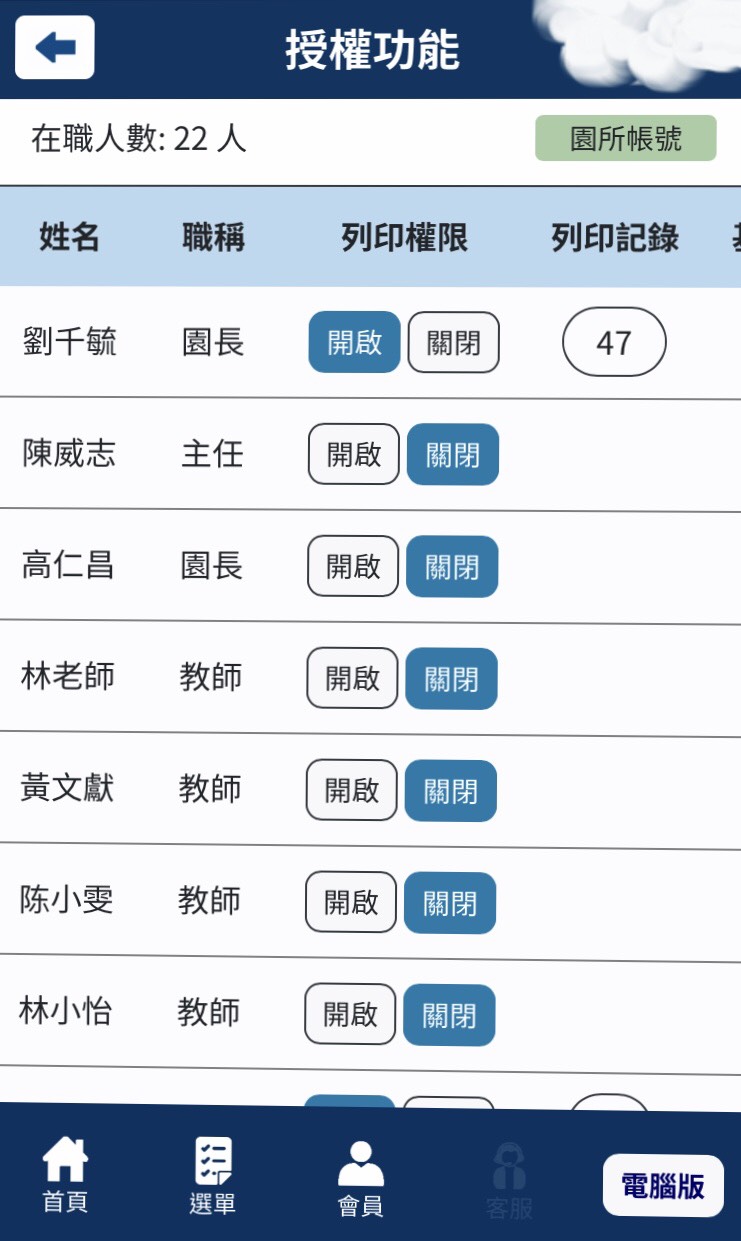 授權功能
在職人數: 22 人
園所帳號
姓名 職稱 列印權限 列印記錄
劉千毓 園長 開啟 關閉 47
陳威志 主任 開啟 關閉
高仁昌 園長 開啟 關閉
林老師 教師 開啟 關閉
黃文獻 教師 開啟 關閉
陈小雯 教師 開啟 關閉
林小怡 教師 開啟 關閉
首頁 選單 會員 客服 電腦版